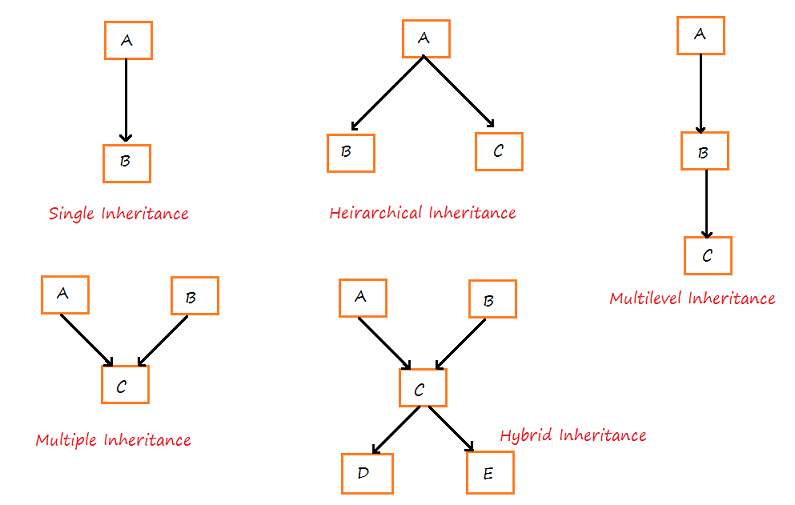 A
B
Single Inheritance
A
B
C
Heirarchical Inheritance
A
B
C
Multilevel Inheritance
A
B
C
Multiple Inheritance
A
B
C
D
E
Hybrid Inheritance